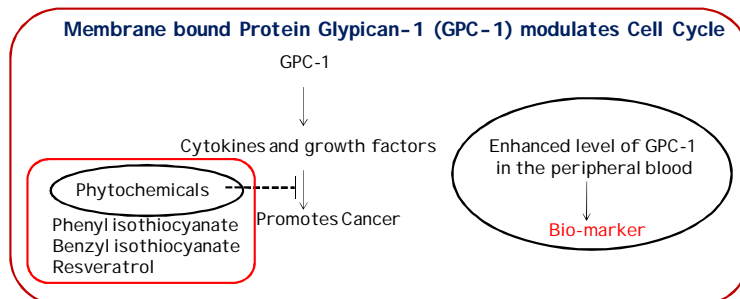 Membrane bound Protein Glypican-1 (GPC-1) modulates Cell Cycle
GPC-1
Cytokines and growth factors
Promotes Cancer
Phytochemicals
Phenyl isothiocyanate
Benzyl isothiocyanate
Resveratrol
Enhanced level of GPC-1
in the peripheral blood
Bio-marker